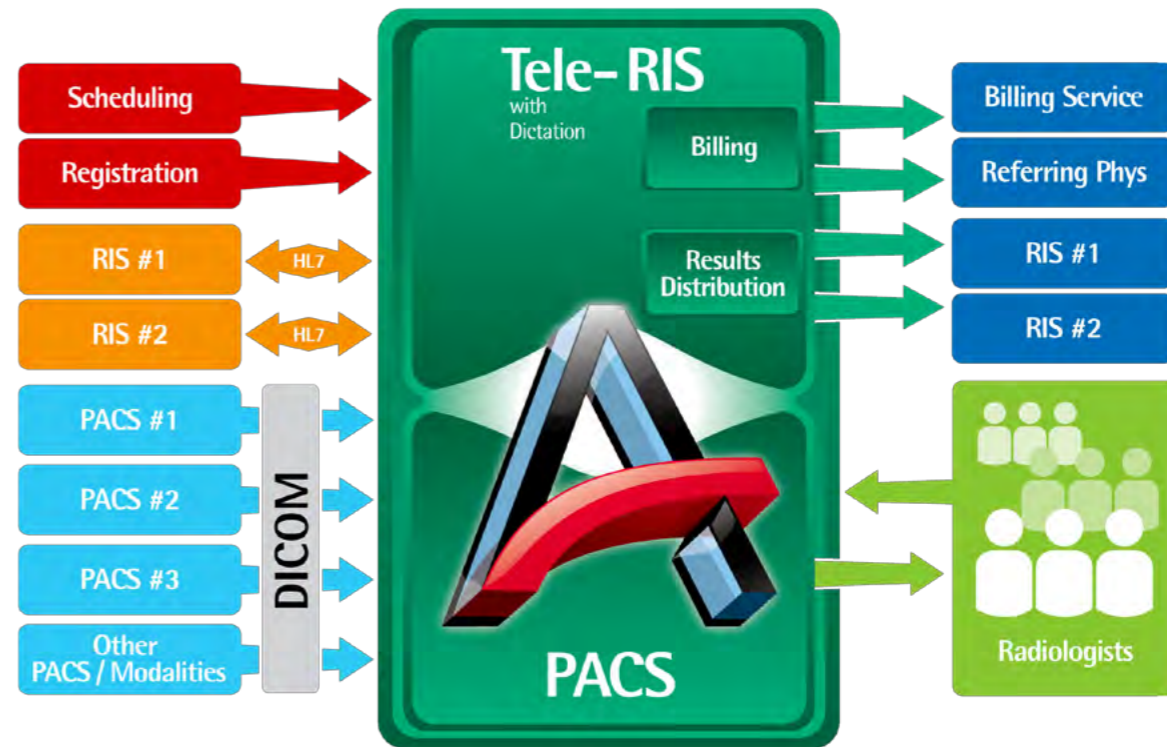 Scheduling
Registration
RIS #1
HL7
RIS #2
HL7
PACS #1
PACS #2
PACS #3
Other
PACS / Modalities
DICOM
Tele-RIS
with
Dictation
Billing
Results
Distribution
PACS
Billing Service
Referring Phys
RIS #1
RIS #2
Radiologists